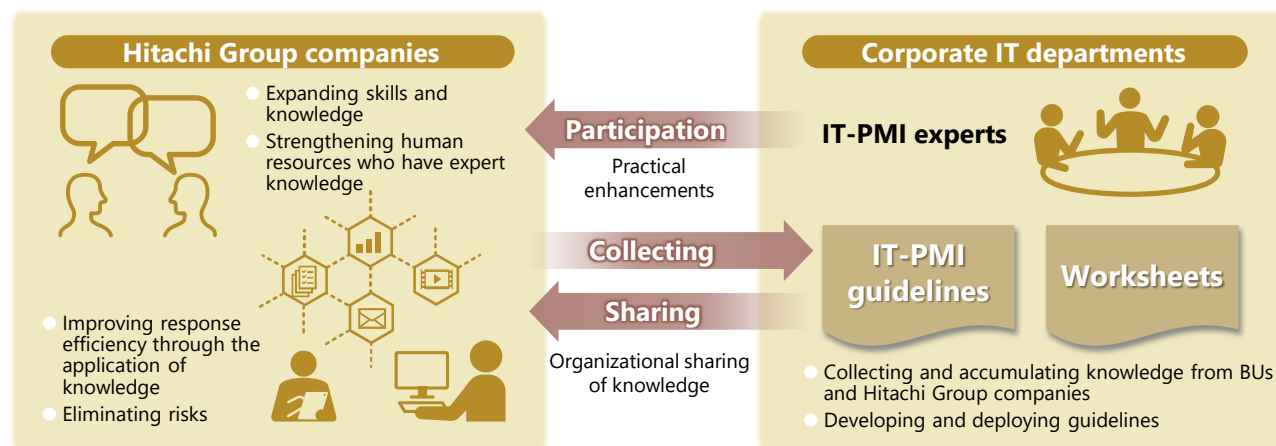 Hitachi Group companies
Expanding skills and
knowledge
Strengthening human
resources who have expert
knowledge
Improving response
efficiency through the
application of
knowledge
Eliminating risks
Participation
Practical
enhancements
Collecting
Sharing
Organizational sharing
of knowledge
Corporate IT departments
IT-PMI experts
IT-PMI
guidelines
Worksheets
Collecting and accumulating knowledge from BUs
and Hitachi Group companies
Developing and deploying guidelines